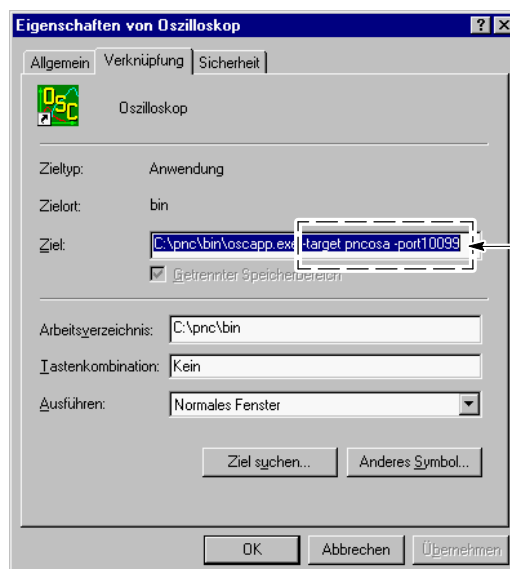 Eigenschaften von Oszilloskop
Allgemein Verknüpfung Sicherheit
Osc
Oszilloskop
Zieltyp: Anwendung
Zielort: bin
Ziel: C:\pnc\bin\oscapp.exe -target pncosa -port10099
Getrennter Speicherbereich
Arbeitsverzeichnis: C:\pnc\bin
Tastenkombination: Kein
Ausführen: Normales Fenster
Ziel suchen... Anderes Symbol...
OK Abbrechen Übernehmen